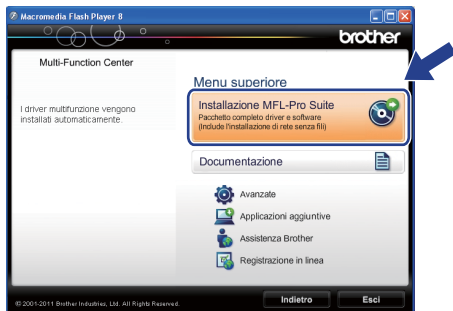 Macromedia Flash Player 8
brother
Multi-Function Center
I driver multifunzione vengono
installati automaticamente.
Menu superiore
Installazione MFL-Pro Suite
Pacchetto completo driver e software
(Include l'installazione di rete senza fili)
Documentazione
Avanzate
Applicazioni aggiuntive
Assistenza Brother
Registrazione in linea
© 2001-2011 Brother Industries, Ltd. All Rights Reserved.
Indietro
Esci